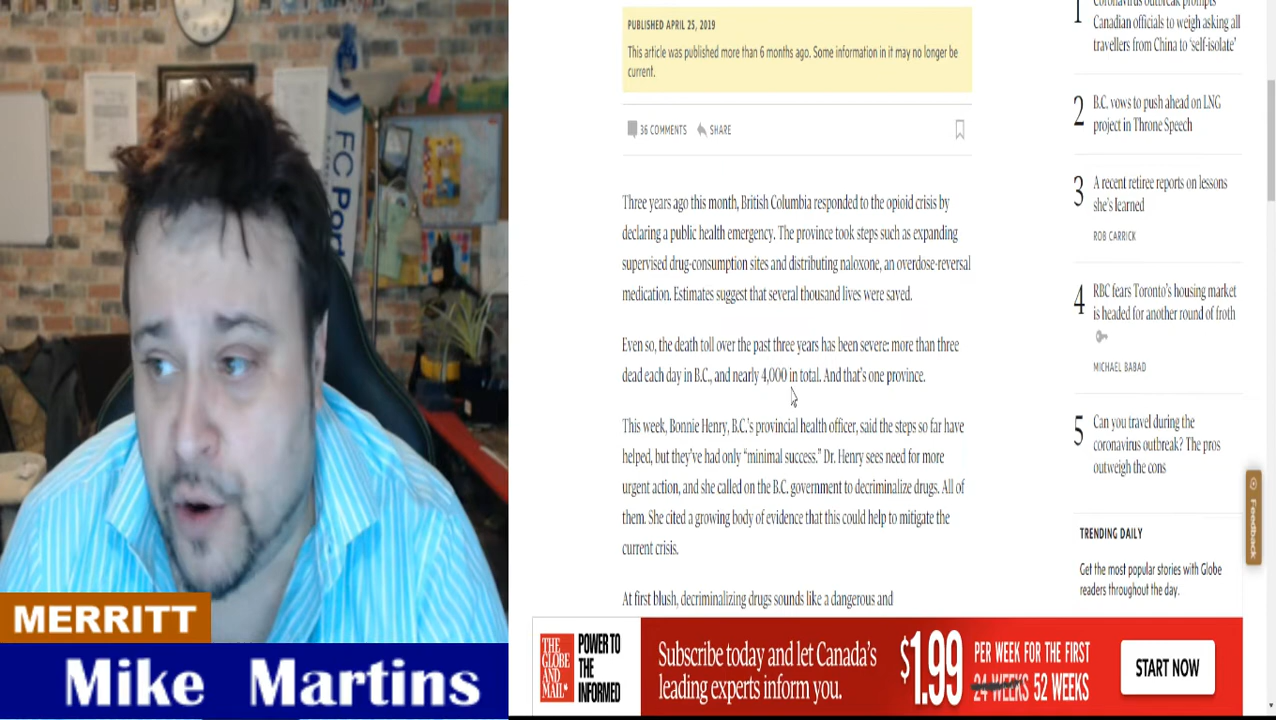 FC Port
MERRITT
Mike Martins
PUBLISHED APRIL 25, 2019
This article was published more than 6 months ago. Some information in it may no longer be
current.
36 COMMENTS
SHARE
Three years ago this month, British Columbia responded to the opioid crisis by
declaring a public health emergency. The province took steps such as expanding
supervised drug-consumption sites and distributing naloxone, an overdose-reversal
medication. Estimates suggest that several thousand lives were saved.
Even so, the death toll over the past three years has been severe: more than three
dead each day in B.C., and nearly 4,000 in total. And that's one province.
This week, Bonnie Henry, B.C.'s provincial health officer, said the steps so far have
helped, but they've had only "minimal success." Dr. Henry sees need for more
urgent action, and she called on the B.C. government to decriminalize drugs. All of
them. She cited a growing body of evidence that this could help to mitigate the
current crisis.
At first blush, decriminalizing drugs sounds like a dangerous and
1
Coronavirus outbreak prompts
Canadian officials to weigh asking all
travellers from China to 'self-isolate'
2
B.C. vows to push ahead on LNG
project in Throne Speech
3
A recent retiree reports on lessons
she's learned
ROB CARRICK
4
RBC fears Toronto's housing market
is headed for another round of froth
MICHAEL BABAD
5
Can you travel during the
coronavirus outbreak? The pros
outweigh the cons
TRENDING DAILY
Get the most popular stories with Globe
readers throughout the day.
Feedback
THE
GLOBE
AND
MAIL*
POWER TO
THE
INFORMED
Subscribe today and let Canada's
leading experts inform you.
$1.99
PER WEEK FOR THE FIRST
24 WEEKS 52 WEEKS
START NOW